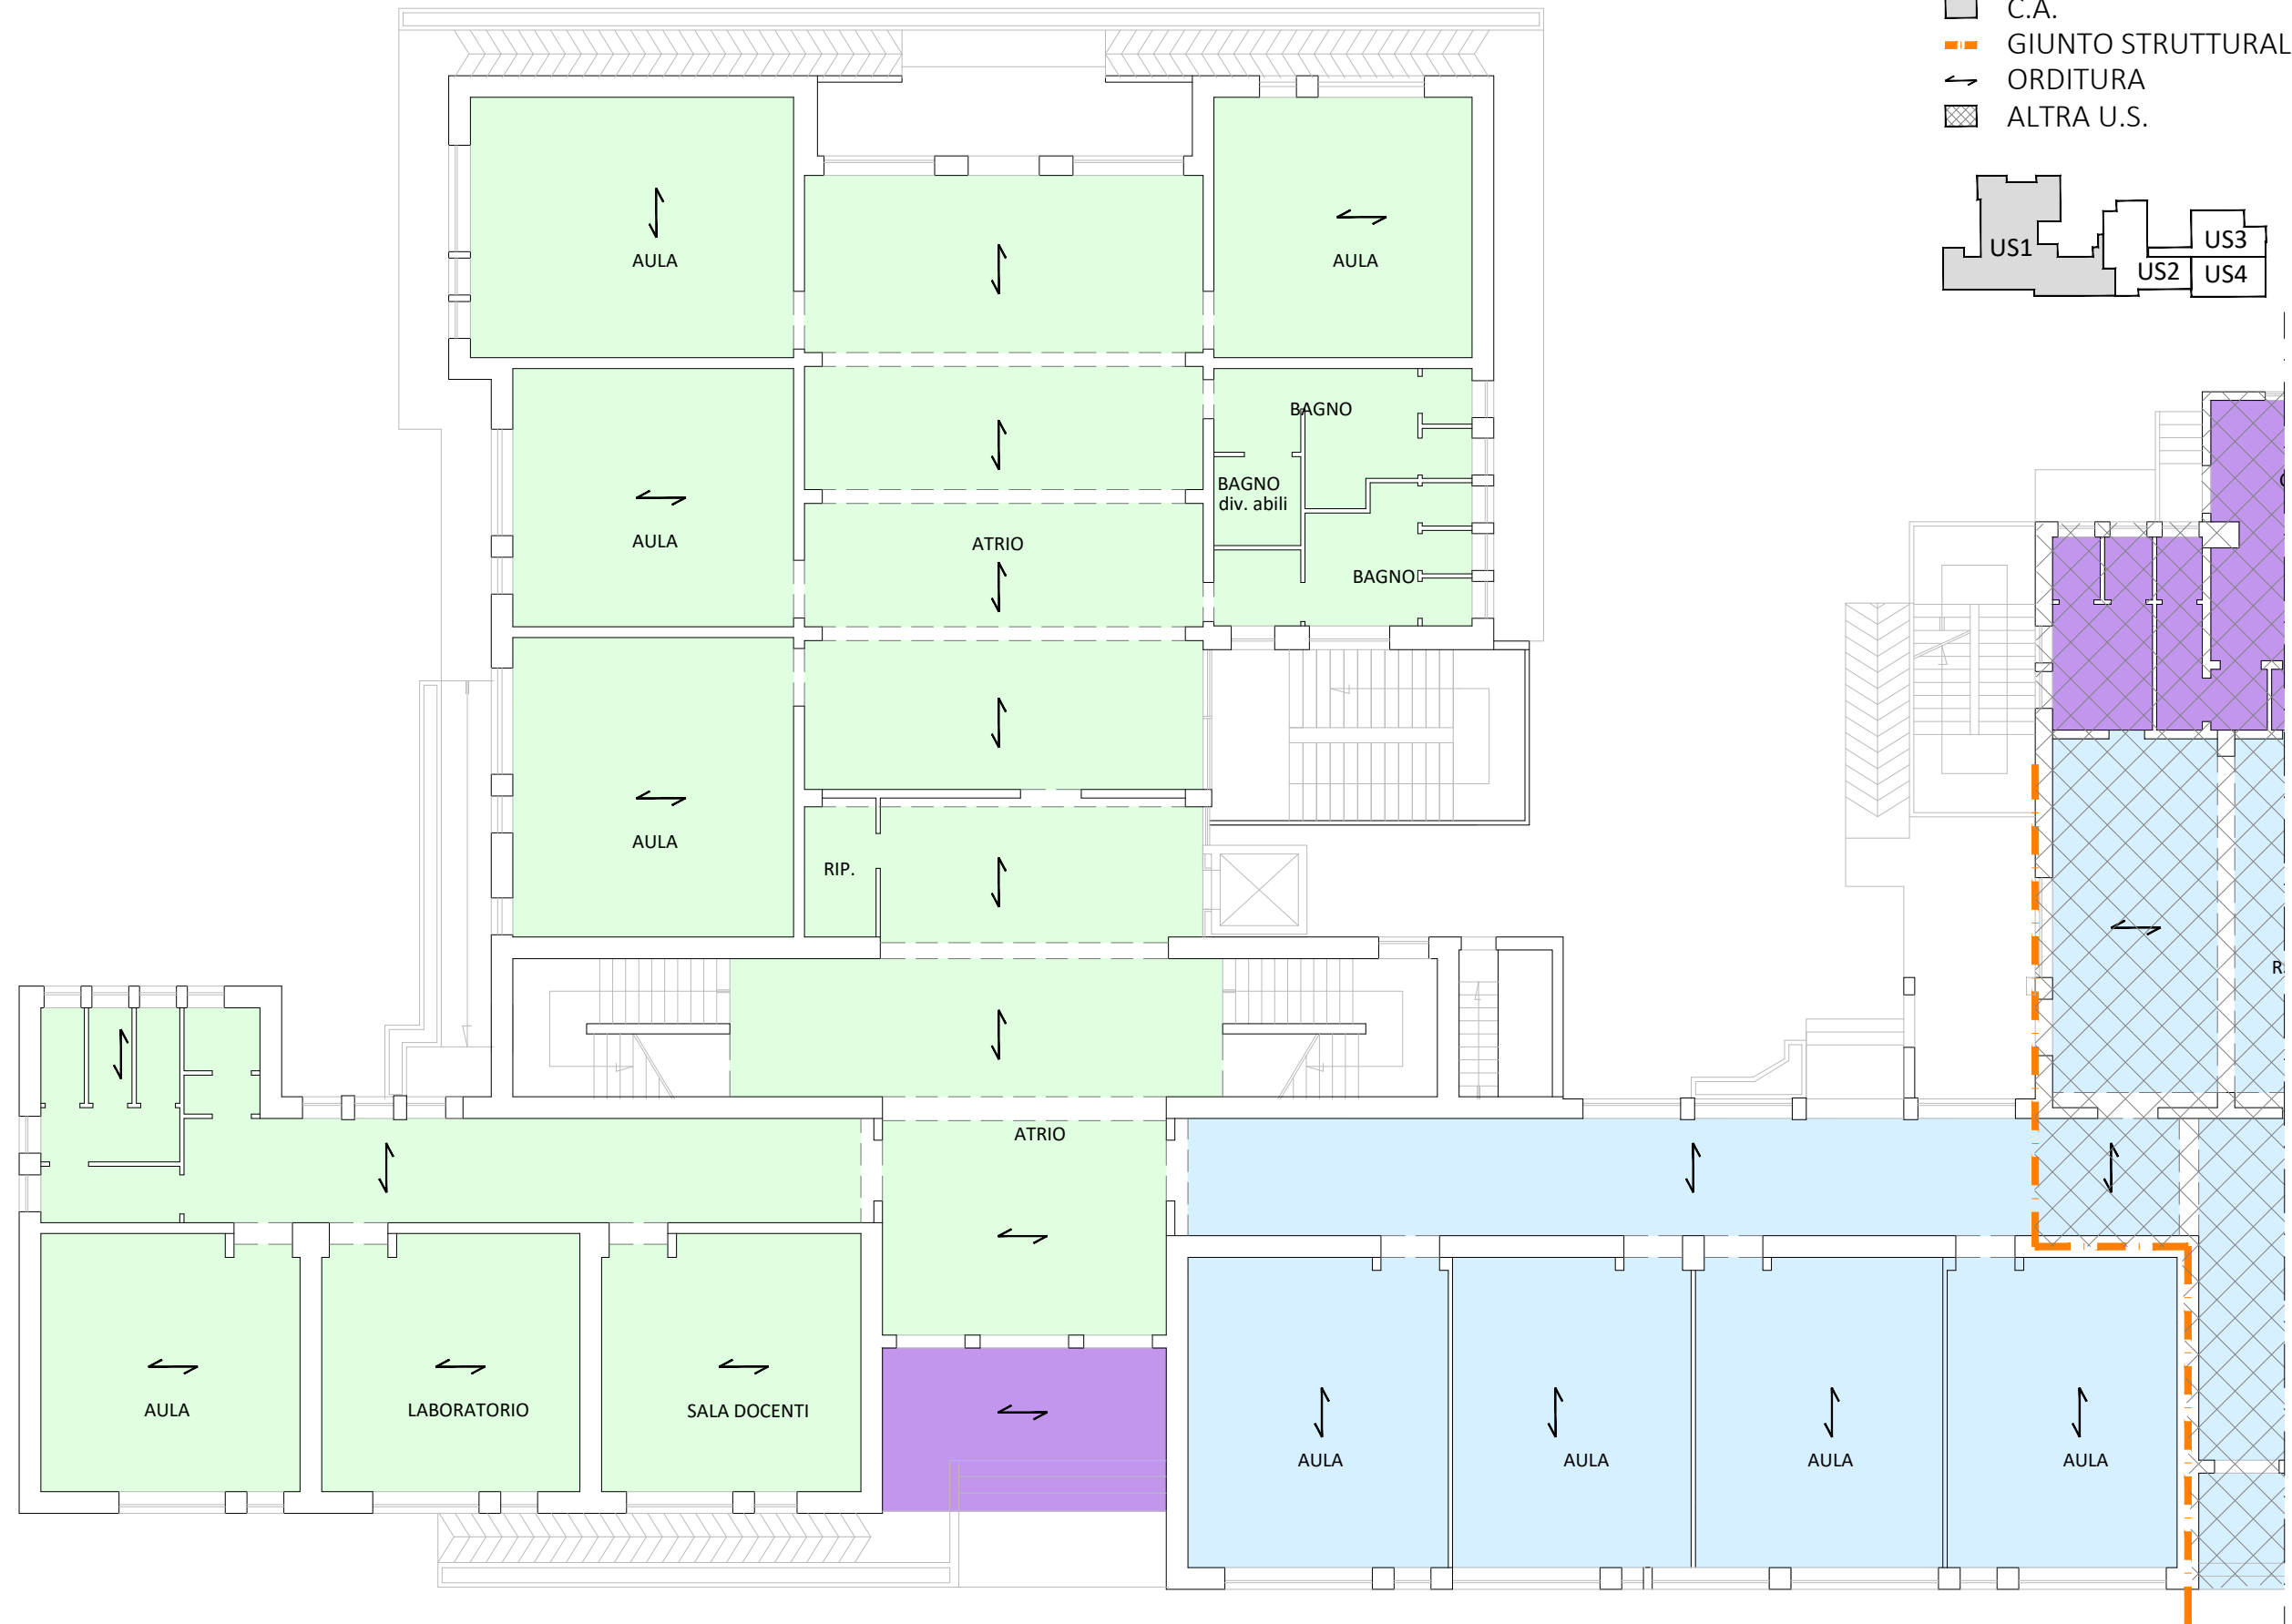 C.A.
GIUNTO STRUTTURAL
ORDITURA
ALTRA U.S.
US1
US2
US3
US4
AULA
AULA
BAGNO
BAGNO
div. abili
AULA
ATRIO
BAGNO
AULA
RIP.
ATRIO
AULA
LABORATORIO
SALA DOCENTI
AULA
AULA
AULA
AULA